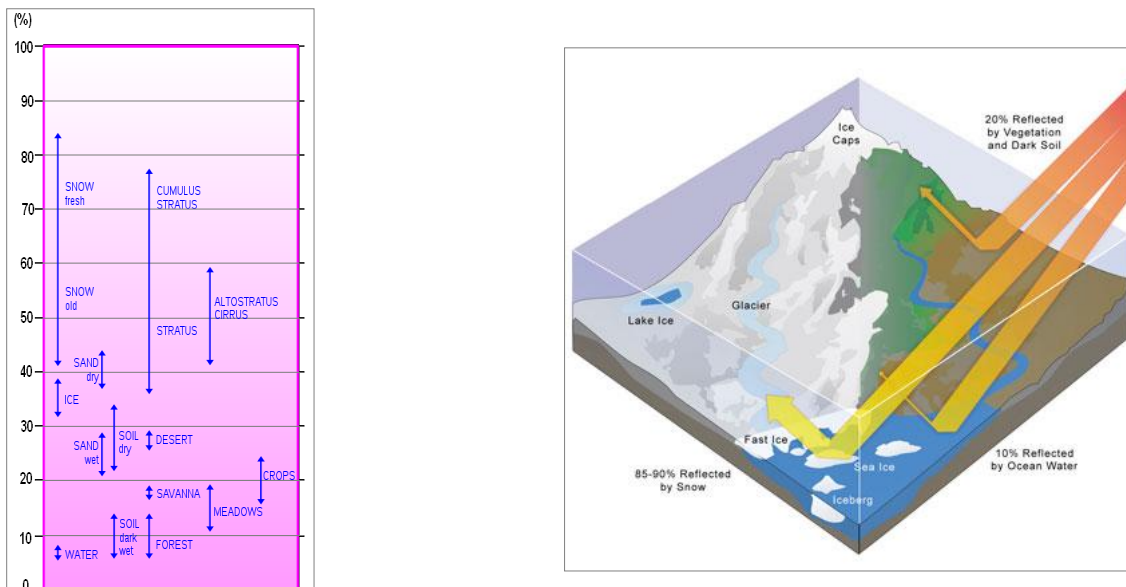 (%)
100
90
80
70
60
50
40
30
20
10
0
SNOW
fresh
CUMULUS
STRATUS
SNOW
old
ALTOSTRATUS
CIRRUS
STRATUS
SAND
dry
ICE
SOIL
dry
DESERT
SAND
wet
CROPS
SAVANNA
MEADOWS
SOIL
dark
wet
FOREST
WATER
Ice
Caps
20% Reflected
by Vegetation
and Dark Soil
Glacier
Lake Ice
Fast Ice
Sea Ice
Iceberg
85-90% Reflected
by Snow
10% Reflected
by Ocean Water